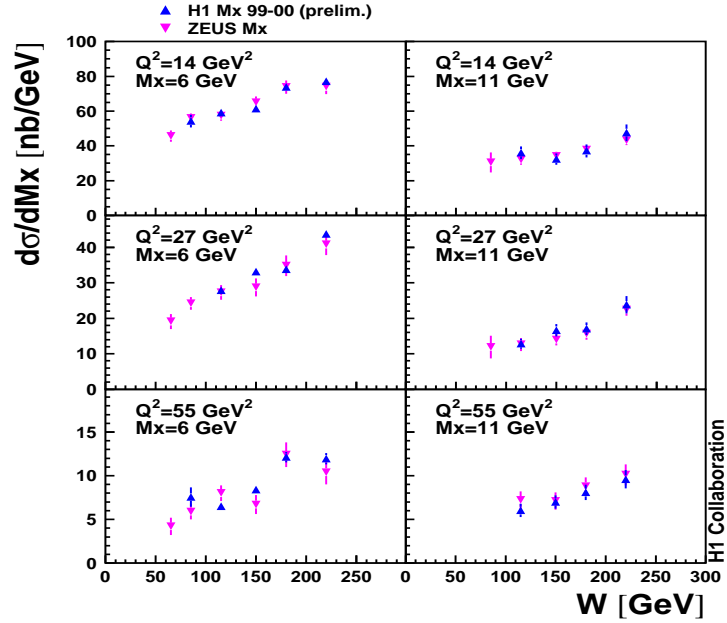 H1 Mx 99-00 (prelim.)
ZEUS Mx
dσ/dMx [nb/GeV]
100
80
60
40
20
0
Q²=14 GeV²
Mx=6 GeV
Q²=14 GeV²
Mx=11 GeV
40
30
20
10
0
Q²=27 GeV²
Mx=6 GeV
Q²=27 GeV²
Mx=11 GeV
15
10
5
0
Q²=55 GeV²
Mx=6 GeV
Q²=55 GeV²
Mx=11 GeV
0 50 100 150 200 250
0 50 100 150 200 250 300
W [GeV]
H1 Collaboration